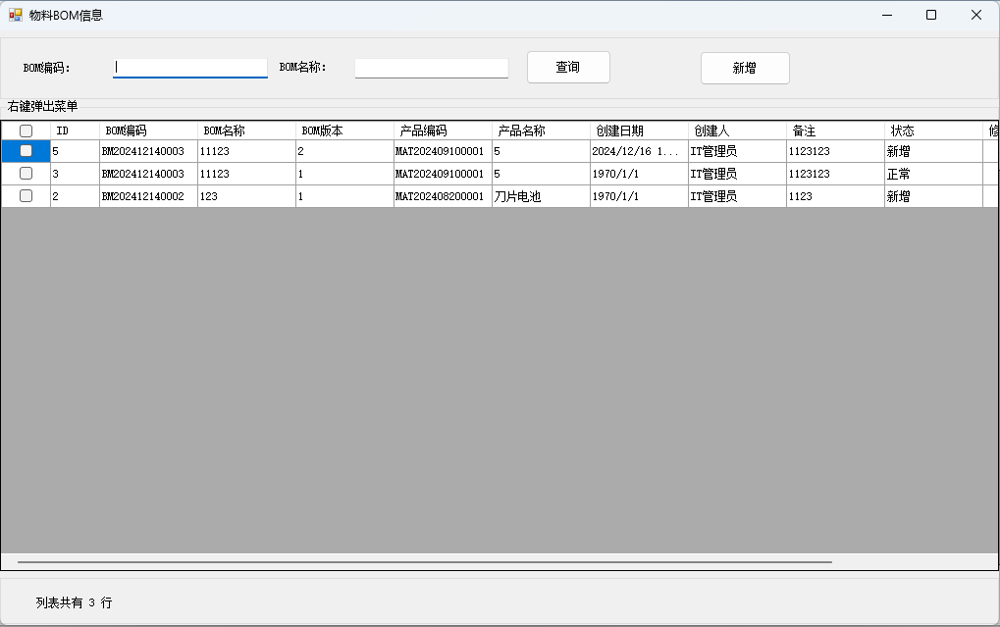 物料BOM信息
BOM编码: BOM名称: 查询 新增
右键弹出菜单
ID BOM编码 BOM名称 BOM版本 产品编码 产品名称 创建日期 创建人 备注 状态 修
5 BM202412140003 11123 2 MAT202409100001 5 2024/12/16 1... IT管理员 1123123 新增
3 BM202412140003 11123 1 MAT202409100001 5 1970/1/1 IT管理员 1123123 正常
2 BM202412140002 123 1 MAT202408200001 刀片电池 1970/1/1 IT管理员 1123 新增
列表共有 3 行